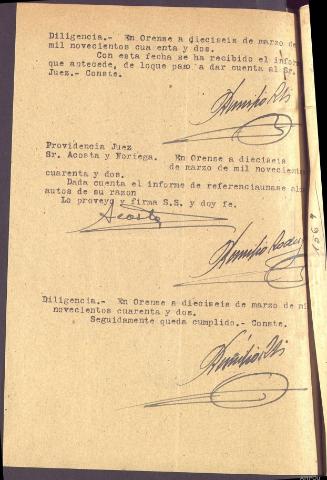 Diligencia.- En Orense a dieciseis de marzo de
mil novecientos cua enta y dos.
Con esta fecha se ha recibido el infor
que antecede, de loque paso a dar cuenta al Sr.
Juez.- Conste.
Providencia Juez
Sr. Acosta y Noriega. En Orense a dieciseis
de marzo de mil novecientos
cuarenta y dos.
Dada cuenta el informe de referenciaunase a
autos de su razon
Lo proveyo y firma S.S. y doy fe.
Acosta
Diligencia.- En Orense a dieciseis de marzo de mi
novecientos cuarenta y dos.
Seguidamente queda cumplido.- Conste.